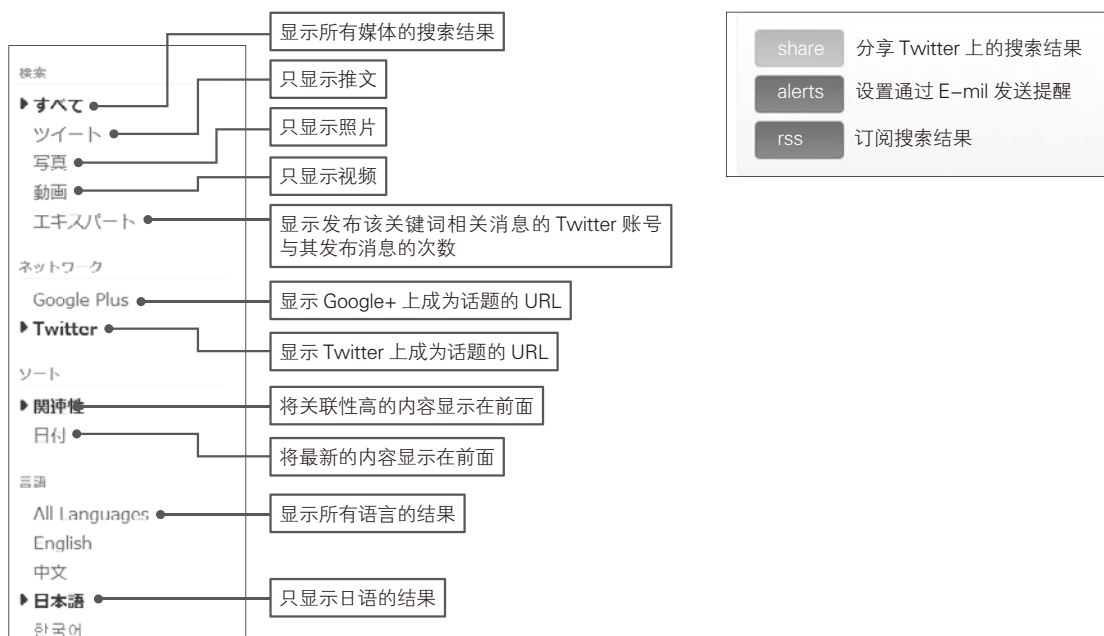 検索
すべて
ツイート
写真
動画
エキスパート
ネットワーク
Google Plus
Twitter
ソート
関連性
日付
言語
All Languages
English
中文
日本語
한국어
显示所有媒体的搜索结果
只显示推文
只显示照片
只显示视频
显示发布该关键词相关消息的 Twitter 账号
与其发布消息的次数
显示 Google+ 上成为话题的 URL
显示 Twitter 上成为话题的 URL
将关联性高的内容显示在前面
将最新的内容显示在前面
显示所有语言的结果
只显示日语的结果
share 分享 Twitter 上的搜索结果
alerts 设置通过 E-mil 发送提醒
rss 订阅搜索结果